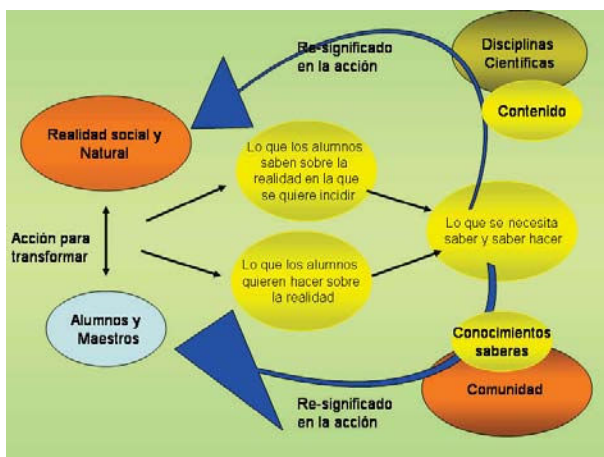 Re-significado
en la acción
Disciplinas
Científicas
Contenido
Realidad social y
Natural
Lo que los alumnos
saben sobre la
realidad en la que
se quiere incidir
Lo que se necesita
saber y saber hacer
Acción para
transformar
Lo que los alumnos
quieren hacer sobre
la realidad
Alumnos y
Maestros
Conocimientos
saberes
Comunidad
Re-significado
en la acción